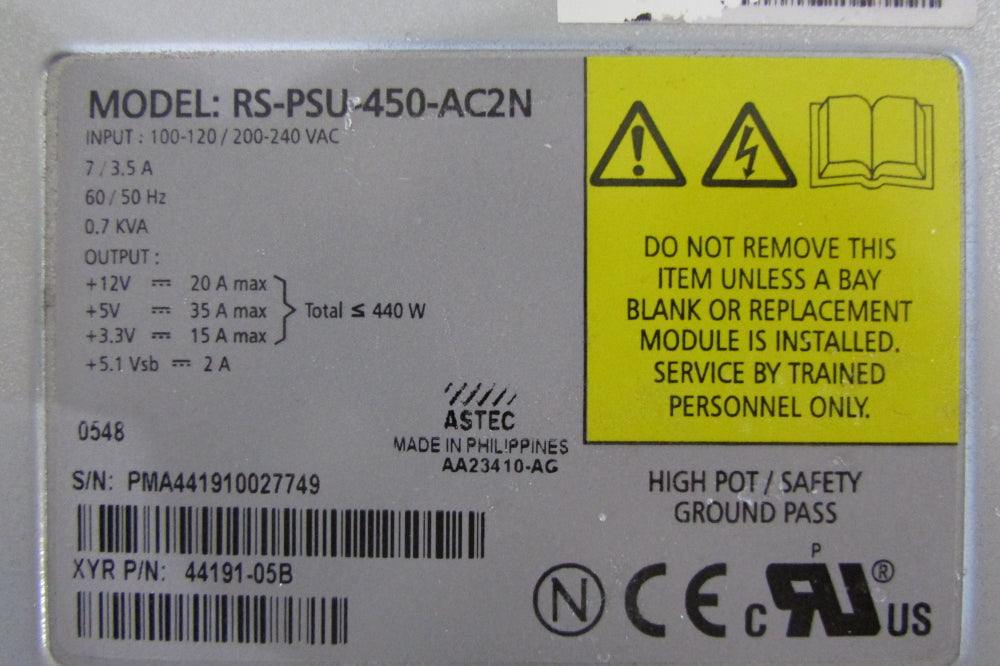 MODEL: RS-PSU-450-AC2N
INPUT : 100-120 / 200-240 VAC
7 / 3.5 A
60 / 50 Hz
0.7 KVA
OUTPUT :
+12V 20 A max
+5V 35 A max
+3.3V 15 A max
Total ≤ 440 W
+5.1 Vsb 2 A
0548
ASTEC
MADE IN PHILIPPINES
AA23410-AG
S/N: PMA441910027749
XYR P/N: 44191-05B
DO NOT REMOVE THIS
ITEM UNLESS A BAY
BLANK OR REPLACEMENT
MODULE IS INSTALLED.
SERVICE BY TRAINED
PERSONNEL ONLY.
HIGH POT / SAFETY
GROUND PASS
P
N CE c RU ® US